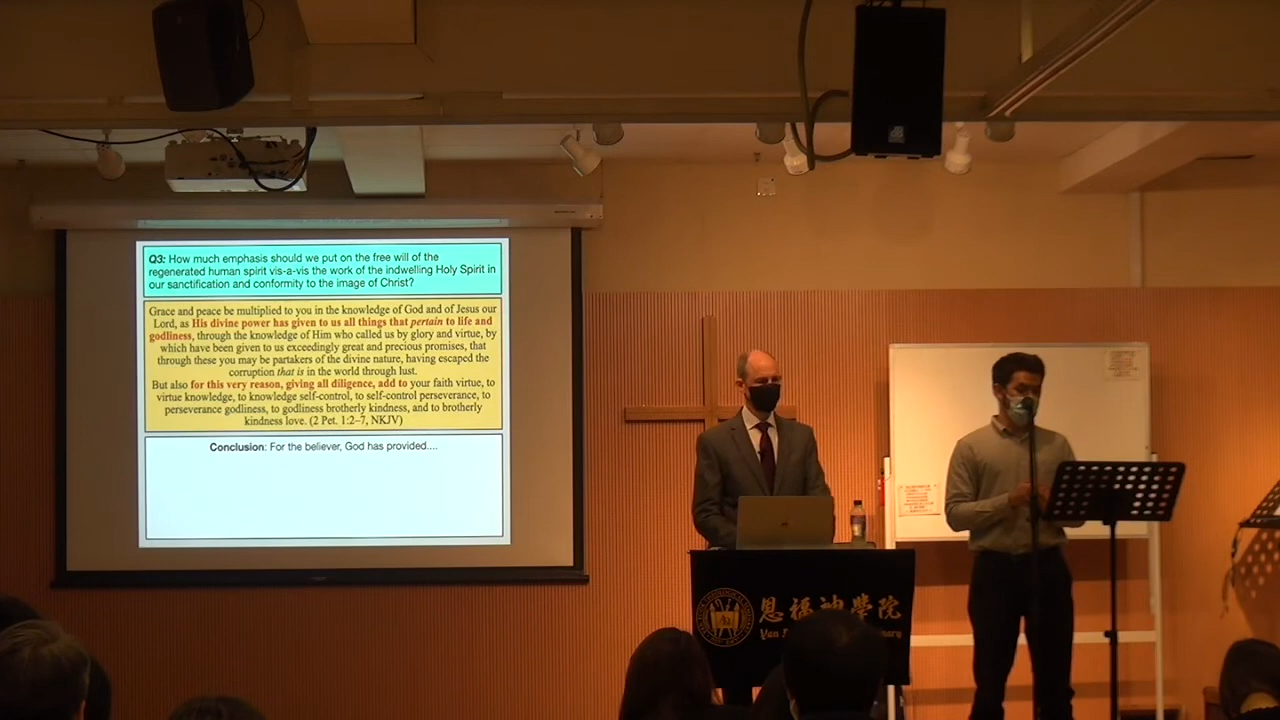 Q3: How much emphasis should we put on the free will of the
regenerated human spirit vis-a-vis the work of the indwelling Holy Spirit in
our sanctification and conformity to the image of Christ?
Grace and peace be multiplied to you in the knowledge of God and of Jesus our
Lord, as His divine power has given to us all things that pertain to life and
godliness, through the knowledge of Him who called us by glory and virtue, by
which have been given to us exceedingly great and precious promises, that
through these you may be partakers of the divine nature, having escaped the
corruption that is in the world through lust.
But also for this very reason, giving all diligence, add to your faith virtue, to
virtue knowledge, to knowledge self-control, to self-control perseverance, to
perseverance godliness, to godliness brotherly kindness, and to brotherly
kindness love. (2 Pet. 1:2–7, NKJV)
Conclusion: For the believer, God has provided....
恩福神學院